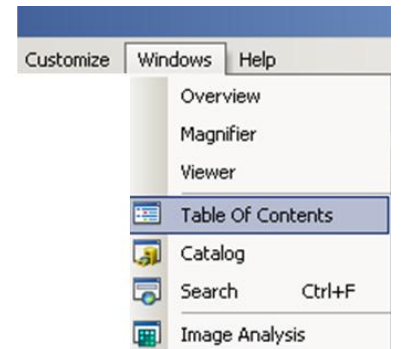 Customize Windows Help
Overview
Magnifier
Viewer
Table Of Contents
Catalog
Search Ctrl+F
Image Analysis